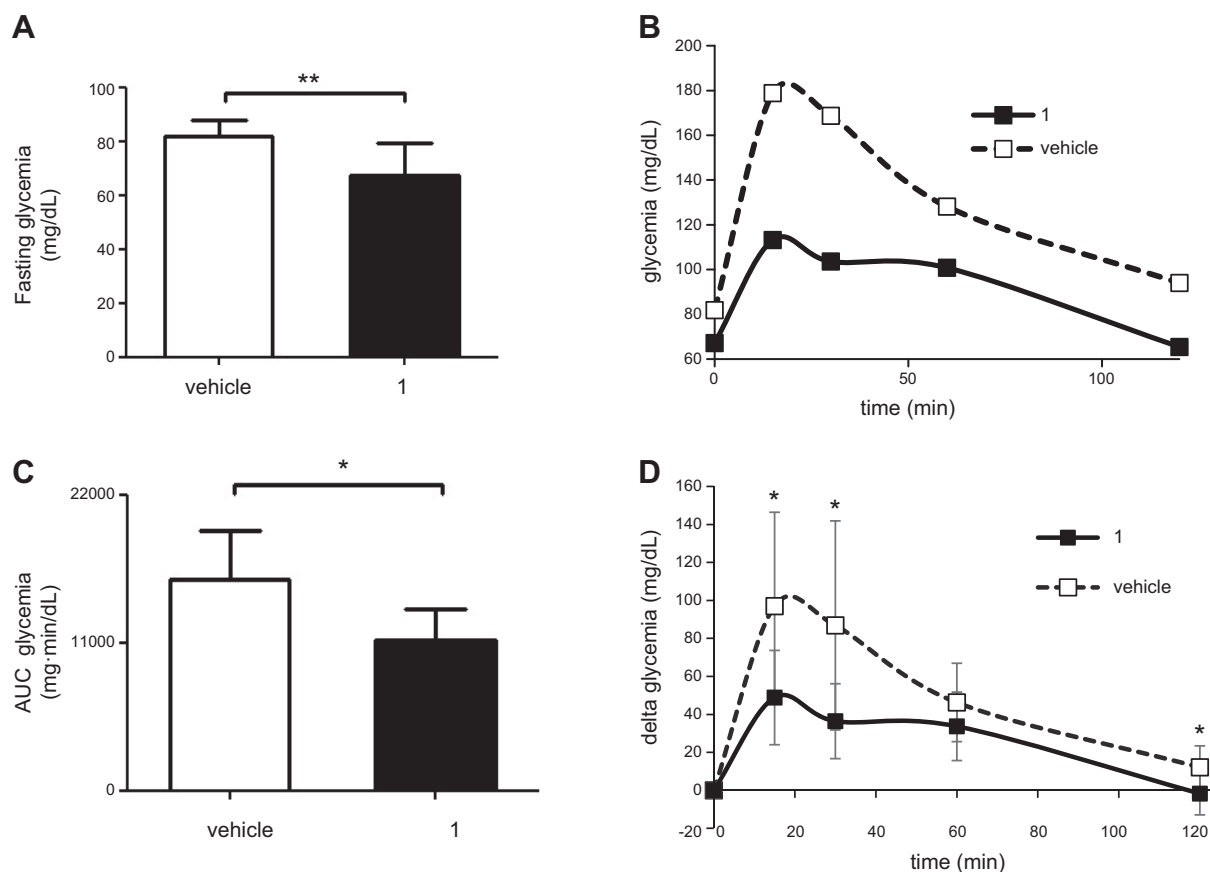 A
**
100
80
60
40
20
0
Fasting glycemia
(mg/dL)
vehicle
1
B
200
180
160
140
120
100
80
60
glycemia (mg/dL)
1
vehicle
0
50
100
time (min)
C
*
22000
11000
0
AUC glycemia
(mg·min/dL)
vehicle
1
D
160
140
120
100
80
60
40
20
0
-20
delta glycemia (mg/dL)
*
*
*
1
vehicle
0
20
40
60
80
100
120
time (min)